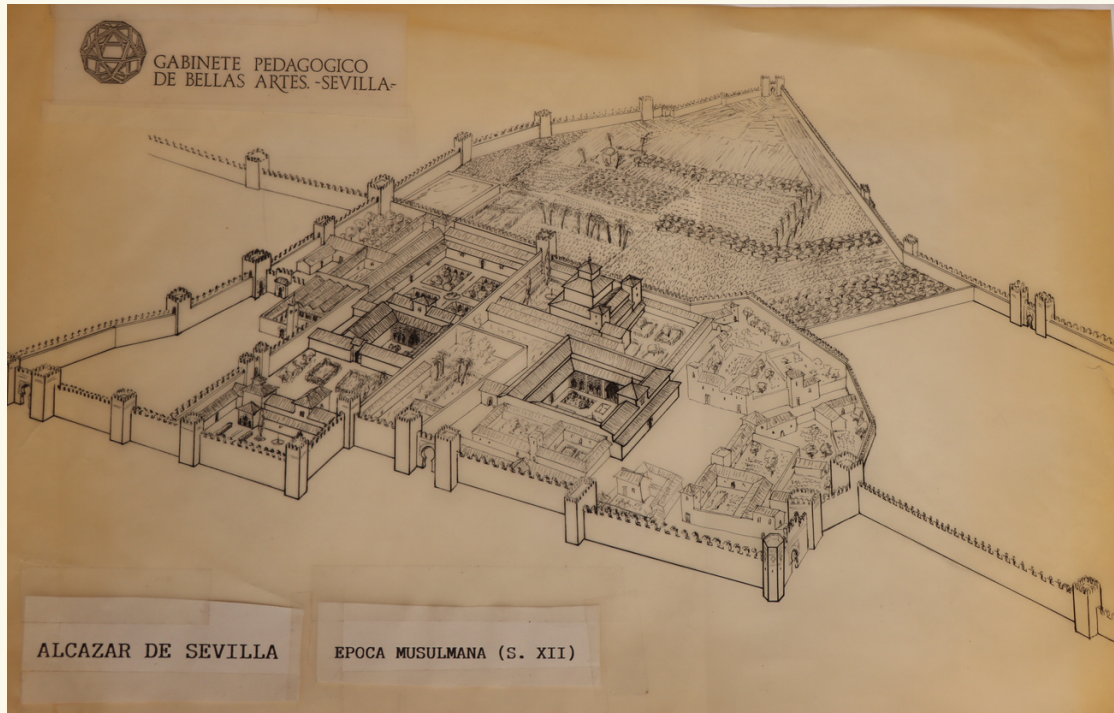 GABINETE PEDAGOGICO
DE BELLAS ARTES. -SEVILLA-
ALCAZAR DE SEVILLA
EPOCA MUSULMANA (S. XII)